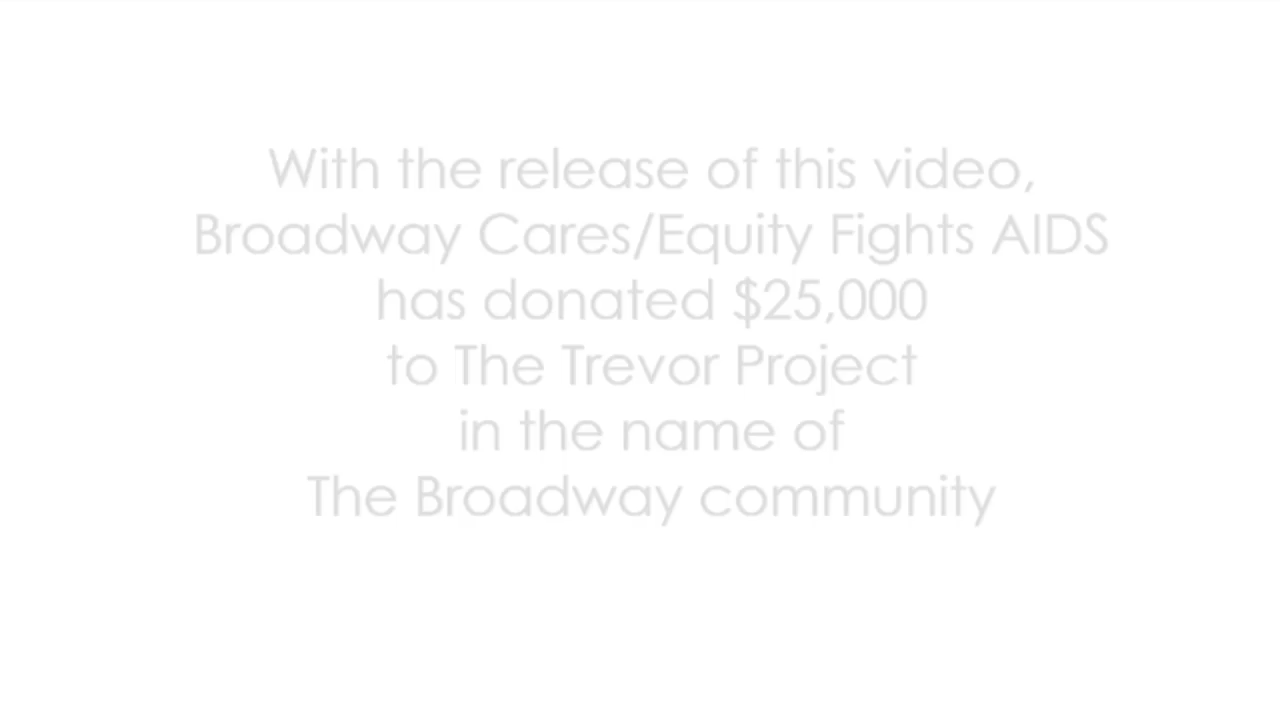 With the release of this video,
Broadway Cares/Equity Fights AIDS
has donated $25,000
to The Trevor Project
in the name of
The Broadway community